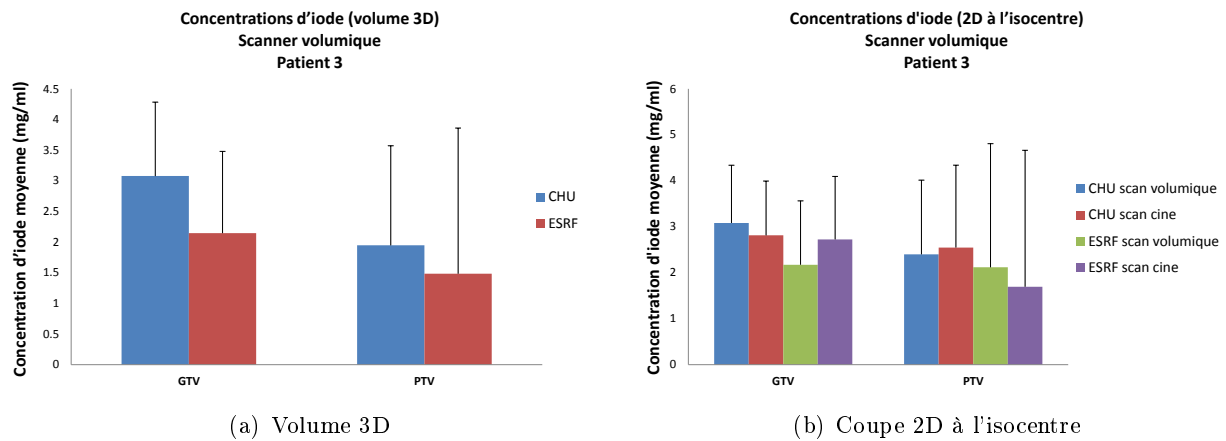 Concentrations d’iode (volume 3D)
Scanner volumique
Patient 3
Concentration d’iode moyenne (mg/ml)
4.5
4
3.5
3
2.5
2
1.5
1
0.5
0
GTV
PTV
CHU
ESRF
(a) Volume 3D
Concentrations d'iode (2D à l’isocentre)
Scanner volumique
Patient 3
Concentration d'iode moyenne (mg/ml)
6
5
4
3
2
1
0
GTV
PTV
CHU scan volumique
CHU scan cine
ESRF scan volumique
ESRF scan cine
(b) Coupe 2D à l'isocentre